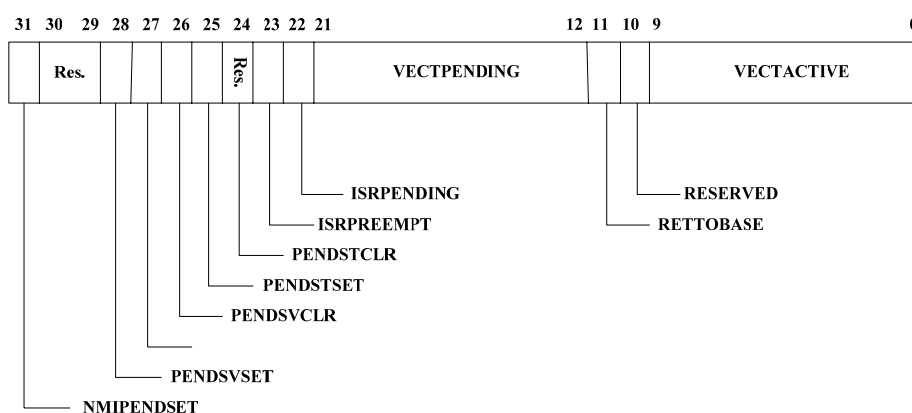 31 30 29 28 27 26 25 24 23 22 21 12 11 10 9
Res. Res. VECTPENDING VECTACTIVE
ISRPENDING RESERVED
ISRPREEMPT RETTOBASE
PENDSTCLR
PENDSTSET
PENDSVCLR
PENDSVSET
NMIPENDSET